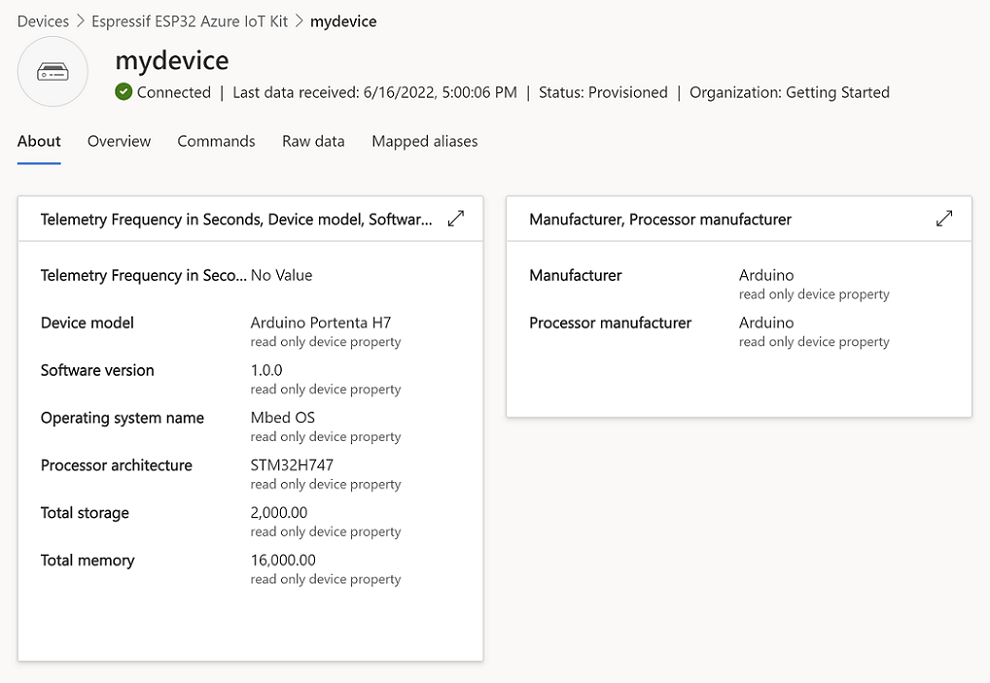 Devices > Espressif ESP32 Azure IoT Kit > mydevice
mydevice
Connected | Last data received: 6/16/2022, 5:00:06 PM | Status: Provisioned | Organization: Getting Started
About Overview Commands Raw data Mapped aliases
Telemetry Frequency in Seconds, Device model, Softwar...
Telemetry Frequency in Seco... No Value
Device model Arduino Portenta H7
read only device property
Software version 1.0.0
read only device property
Operating system name Mbed OS
read only device property
Processor architecture STM32H747
read only device property
Total storage 2,000.00
read only device property
Total memory 16,000.00
read only device property
Manufacturer, Processor manufacturer
Manufacturer Arduino
read only device property
Processor manufacturer Arduino
read only device property